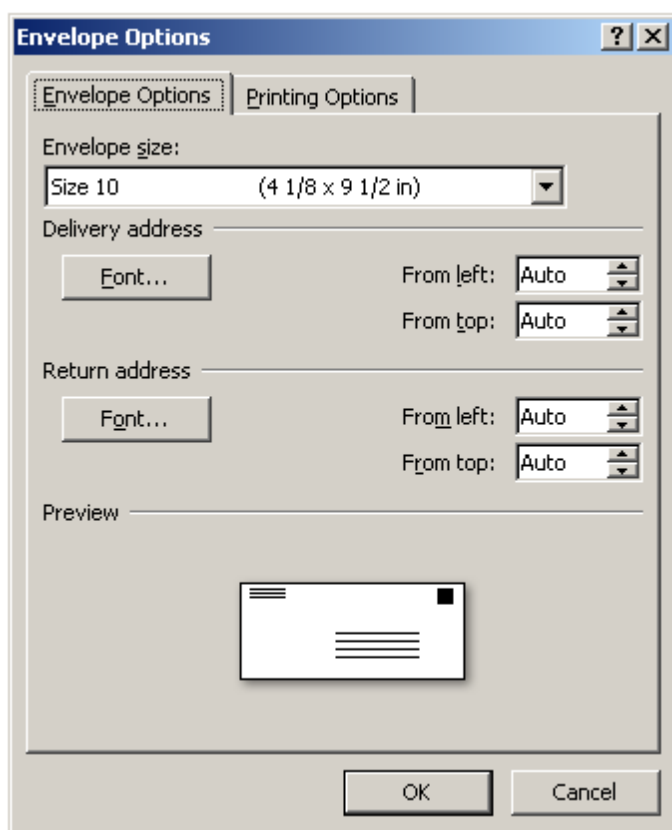 Envelope Options
Envelope Options Printing Options
Envelope size:
Size 10 (4 1/8 x 9 1/2 in)
Delivery address
Font... From left: Auto
From top: Auto
Return address
Font... From left: Auto
From top: Auto
Preview
OK Cancel